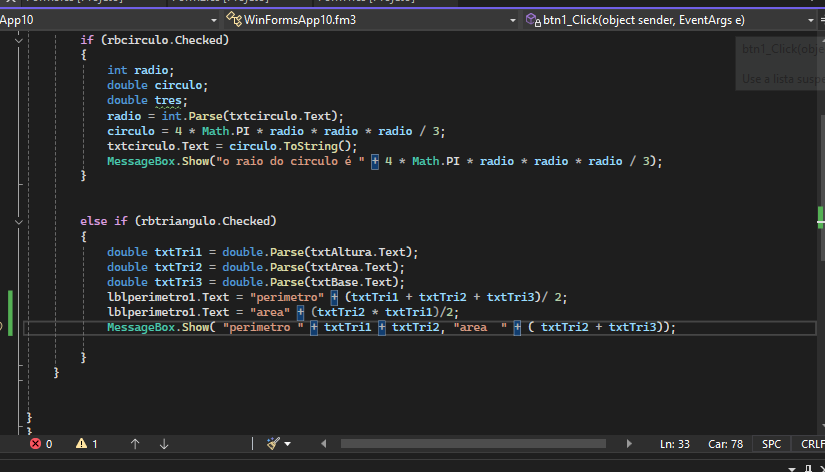 App10 WinFormsApp10.fm3 btn1_Click(object sender, EventArgs e)
if (rbcirculo.Checked)
{
btn1_Click(obje
int radio;
double circulo;
Use a lista susp
double tres;
radio = int.Parse(txtcirculo.Text);
circulo = 4 * Math.PI * radio * radio * radio / 3;
txtcirculo.Text = circulo.ToString();
MessageBox.Show("o raio do circulo é " + 4 * Math.PI * radio * radio * radio / 3);
}
else if (rbtriangulo.Checked)
{
double txtTri1 = double.Parse(txtAltura.Text);
double txtTri2 = double.Parse(txtArea.Text);
double txtTri3 = double.Parse(txtBase.Text);
lblperimetro1.Text = "perimetro" + (txtTri1 + txtTri2 + txtTri3)/ 2;
lblperimetro1.Text = "area" + (txtTri2 * txtTri1)/2;
MessageBox.Show( "perimetro " + txtTri1 + txtTri2, "area  " + ( txtTri2 + txtTri3));
}
}
}
}
0 1 Ln: 33 Car: 78 SPC CRLF